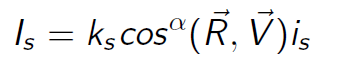 I_s = k_s cos^α(R⃗, V⃗)i_s